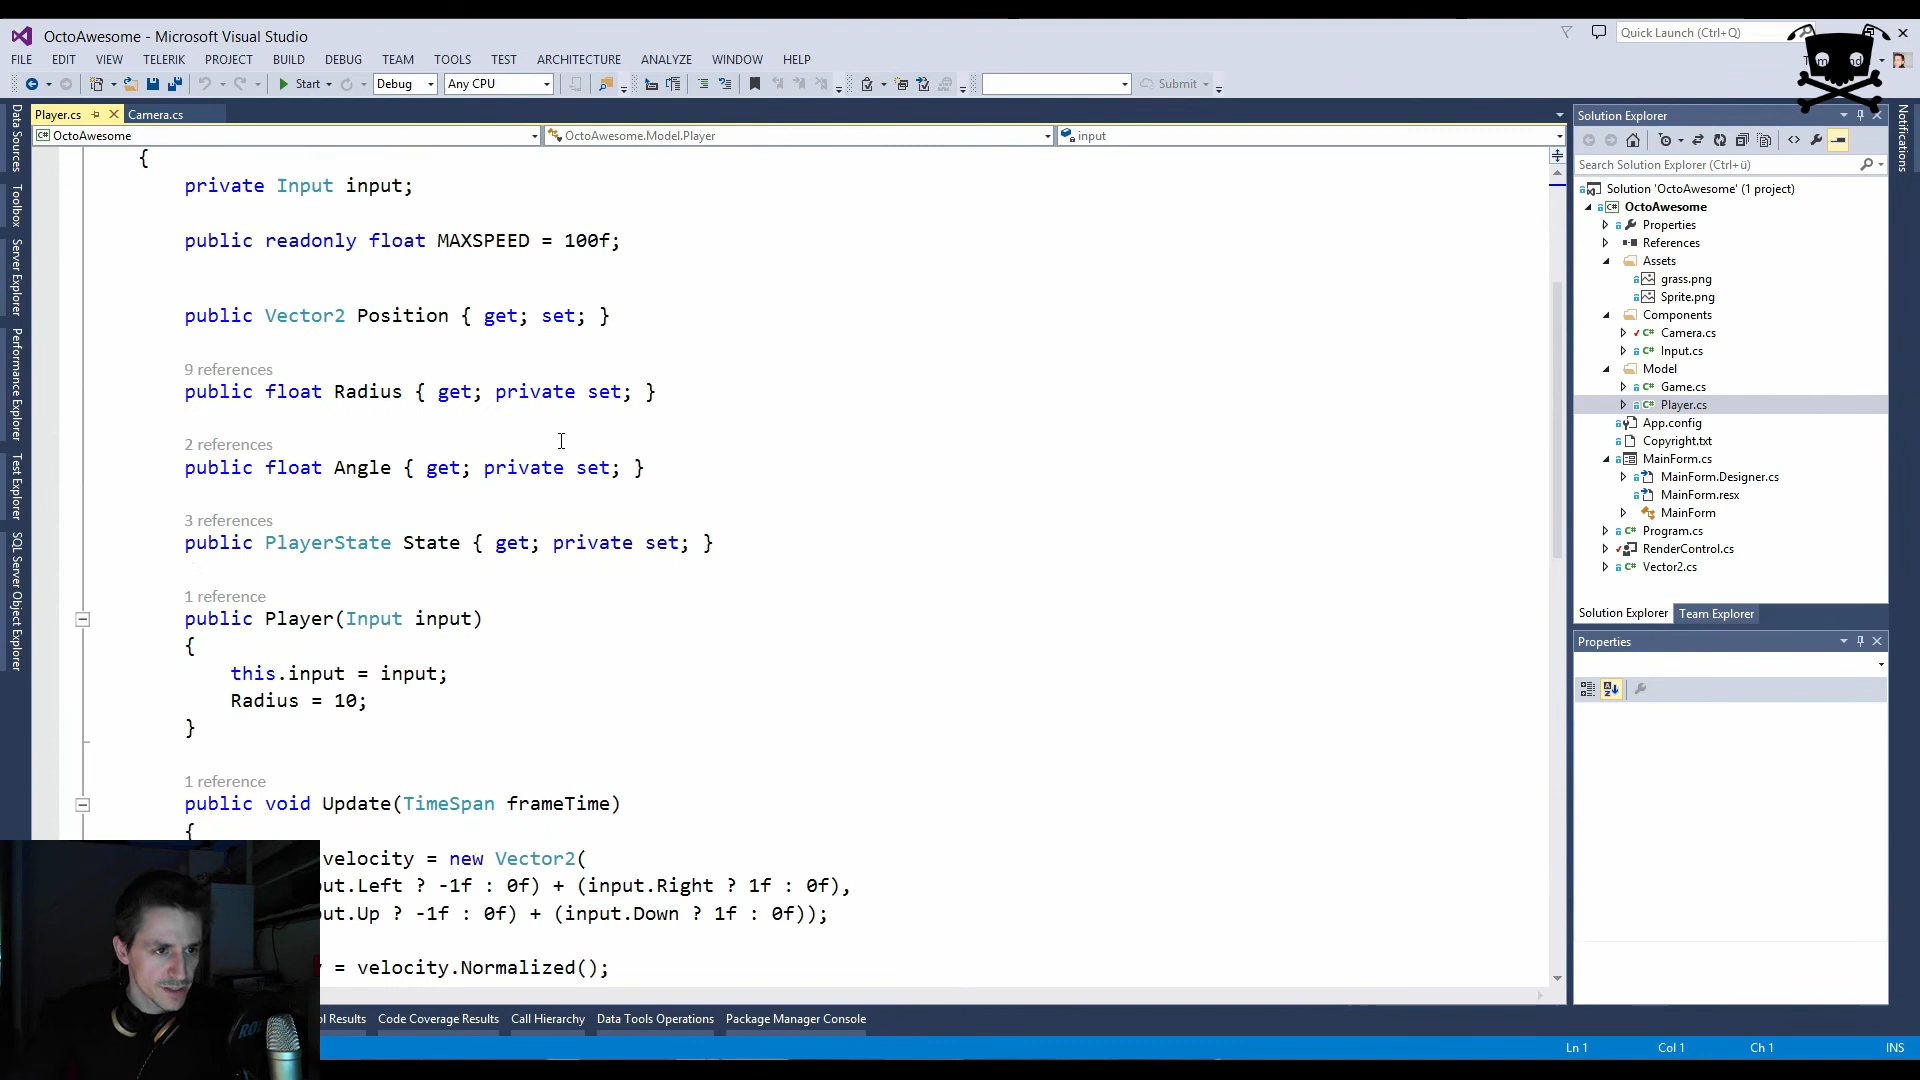 OctoAwesome - Microsoft Visual Studio
Quick Launch (Ctrl+Q)
FILE EDIT VIEW TELERIK PROJECT BUILD DEBUG TEAM TOOLS TEST ARCHITECTURE ANALYZE WINDOW HELP
Start Debug Any CPU Submit
Player.cs Camera.cs
OctoAwesome OctoAwesome.Model.Player input
{
private Input input;
public readonly float MAXSPEED = 100f;
public Vector2 Position { get; set; }
9 references
public float Radius { get; private set; }
2 references
public float Angle { get; private set; }
3 references
public PlayerState State { get; private set; }
1 reference
public Player(Input input)
{
this.input = input;
Radius = 10;
}
1 reference
public void Update(TimeSpan frameTime)
{
velocity = new Vector2(
ut.Left ? -1f : 0f) + (input.Right ? 1f : 0f),
ut.Up ? -1f : 0f) + (input.Down ? 1f : 0f));
= velocity.Normalized();
Data Sources
Toolbox
Server Explorer
Performance Explorer
Test Explorer
SQL Server Object Explorer
Solution Explorer
Search Solution Explorer (Ctrl+ü)
Solution 'OctoAwesome' (1 project)
C# OctoAwesome
Properties
References
Assets
grass.png
Sprite.png
Components
C# Camera.cs
C# Input.cs
Model
C# Game.cs
C# Player.cs
App.config
Copyright.txt
MainForm.cs
MainForm.Designer.cs
MainForm.resx
MainForm
C# Program.cs
RenderControl.cs
C# Vector2.cs
Solution Explorer Team Explorer
Properties
Notifications
ol Results Code Coverage Results Call Hierarchy Data Tools Operations Package Manager Console
Ln 1 Col 1 Ch 1 INS